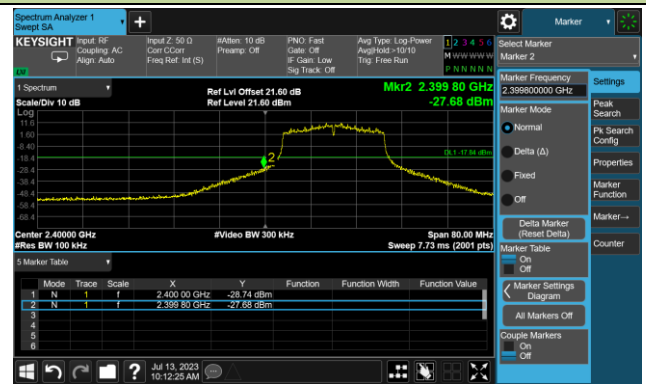 Spectrum Analyzer 1
Swept SA
Marker
KEYSIGHT
Input: RF
Coupling: AC
Align: Auto
Input Z: 50 Ω
Corr CCorr
Freq Ref: Int (S)
#Atten: 10 dB
Preamp: Off
PNO: Fast
Gate: Off
IF Gain: Low
Sig Track: Off
Avg Type: Log-Power
Avg|Hold:>10/10
Trig: Free Run
1 2 3 4 5 6
M W W W W W
P N N N N N
Select Marker
Marker 2
1 Spectrum
Scale/Div 10 dB
Log
Ref Lvl Offset 21.60 dB
Ref Level 21.60 dBm
Mkr2 2.399 80 GHz
-27.68 dBm
11.6
1.60
-8.40
-18.4
-28.4
-38.4
-48.4
-58.4
-68.4
2
DL1 -17.84 dBm
Center 2.40000 GHz
#Res BW 100 kHz
#Video BW 300 kHz
Span 80.00 MHz
Sweep 7.73 ms (2001 pts)
5 Marker Table
Mode Trace Scale X Y Function Function Width Function Value
1 N 1 f 2.400 00 GHz -28.74 dBm
2 N 1 f 2.399 80 GHz -27.68 dBm
3
4
5
6
Jul 13, 2023
10:12:25 AM
Marker Frequency
2.399800000 GHz
Marker Mode
Normal
Delta (Δ)
Fixed
Off
Delta Marker
(Reset Delta)
Marker Table
On
Off
Marker Settings
Diagram
All Markers Off
Couple Markers
On
Off
Settings
Peak
Search
Pk Search
Config
Properties
Marker
Function
Marker→
Counter